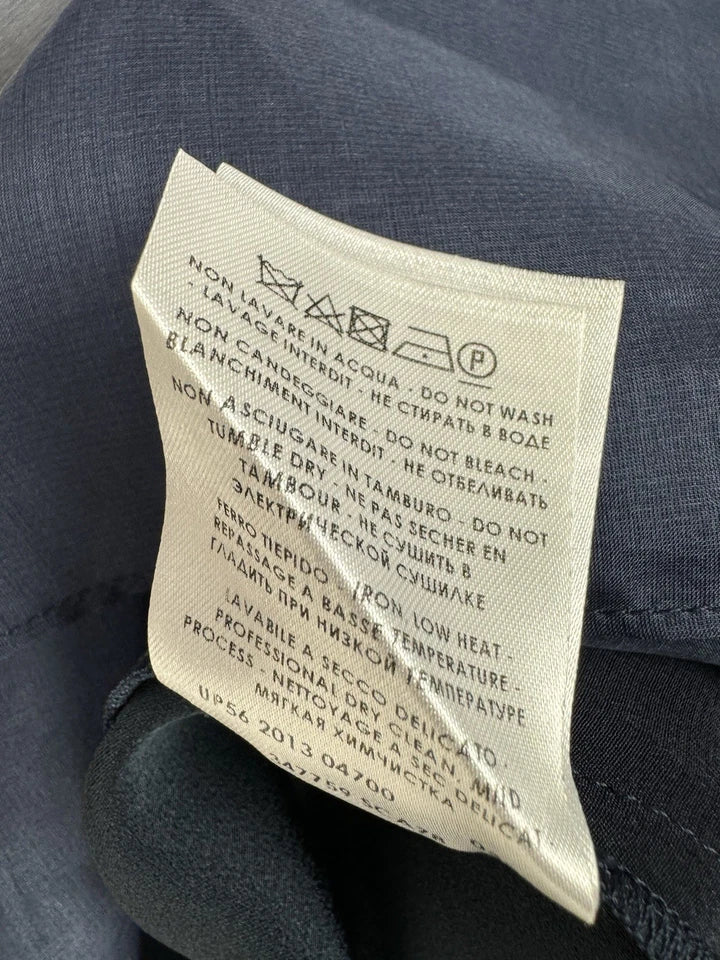 P
NON LAVARE IN ACQUA - DO NOT WASH
- LAVAGE INTERDIT - НЕ СТИРАТЬ В ВОДЕ
NON CANDEGGIARE - DO NOT BLEACH -
BLANCHIMENT INTERDIT - НЕ ОТБЕЛИВАТЬ
NON ASCIUGARE IN TAMBURO - DO NOT
TUMBLE DRY - NE PAS SECHER EN
TAMBOUR - НЕ СУШИТЬ В
ЭЛЕКТРИЧЕСКОЙ СУШИЛКЕ
FERRO TIEPIDO - IRON, LOW HEAT -
REPASSAGE A BASSE TEMPERATURE -
ГЛАДИТЬ ПРИ НИЗКОЙ ТЕМПЕРАТУРЕ
LAVABILE A SECCO DELICATO -
PROFESSIONAL DRY CLEAN, MILD
PROCESS - NETTOYAGE A SEC, DELICAT -
МЯГКАЯ ХИМЧИСТКА
UP56 2013 04700
347759 5C A7B